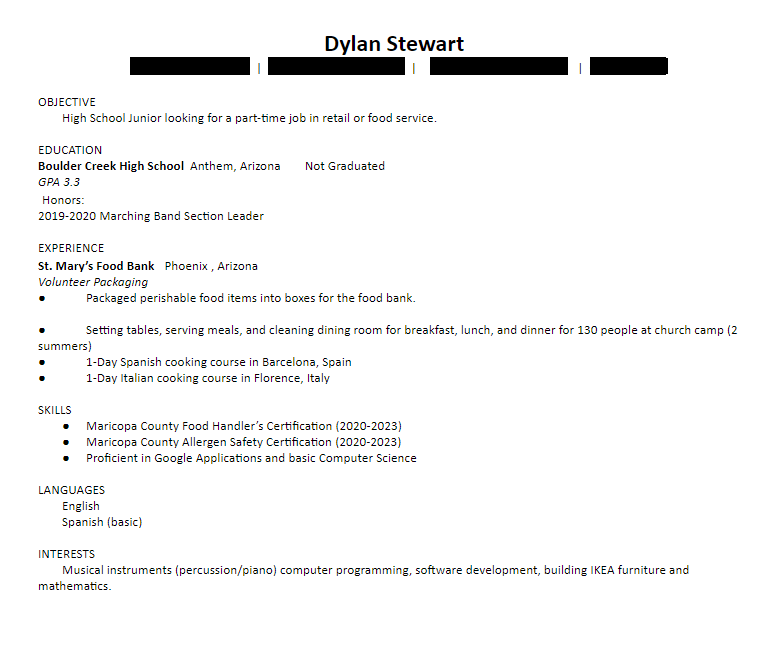 Dylan Stewart
| | |
OBJECTIVE
High School Junior looking for a part-time job in retail or food service.
EDUCATION
Boulder Creek High School Anthem, Arizona Not Graduated
GPA 3.3
Honors:
2019-2020 Marching Band Section Leader
EXPERIENCE
St. Mary's Food Bank Phoenix , Arizona
Volunteer Packaging
● Packaged perishable food items into boxes for the food bank.
● Setting tables, serving meals, and cleaning dining room for breakfast, lunch, and dinner for 130 people at church camp (2
summers)
● 1-Day Spanish cooking course in Barcelona, Spain
● 1-Day Italian cooking course in Florence, Italy
SKILLS
● Maricopa County Food Handler's Certification (2020-2023)
● Maricopa County Allergen Safety Certification (2020-2023)
● Proficient in Google Applications and basic Computer Science
LANGUAGES
English
Spanish (basic)
INTERESTS
Musical instruments (percussion/piano) computer programming, software development, building IKEA furniture and
mathematics.